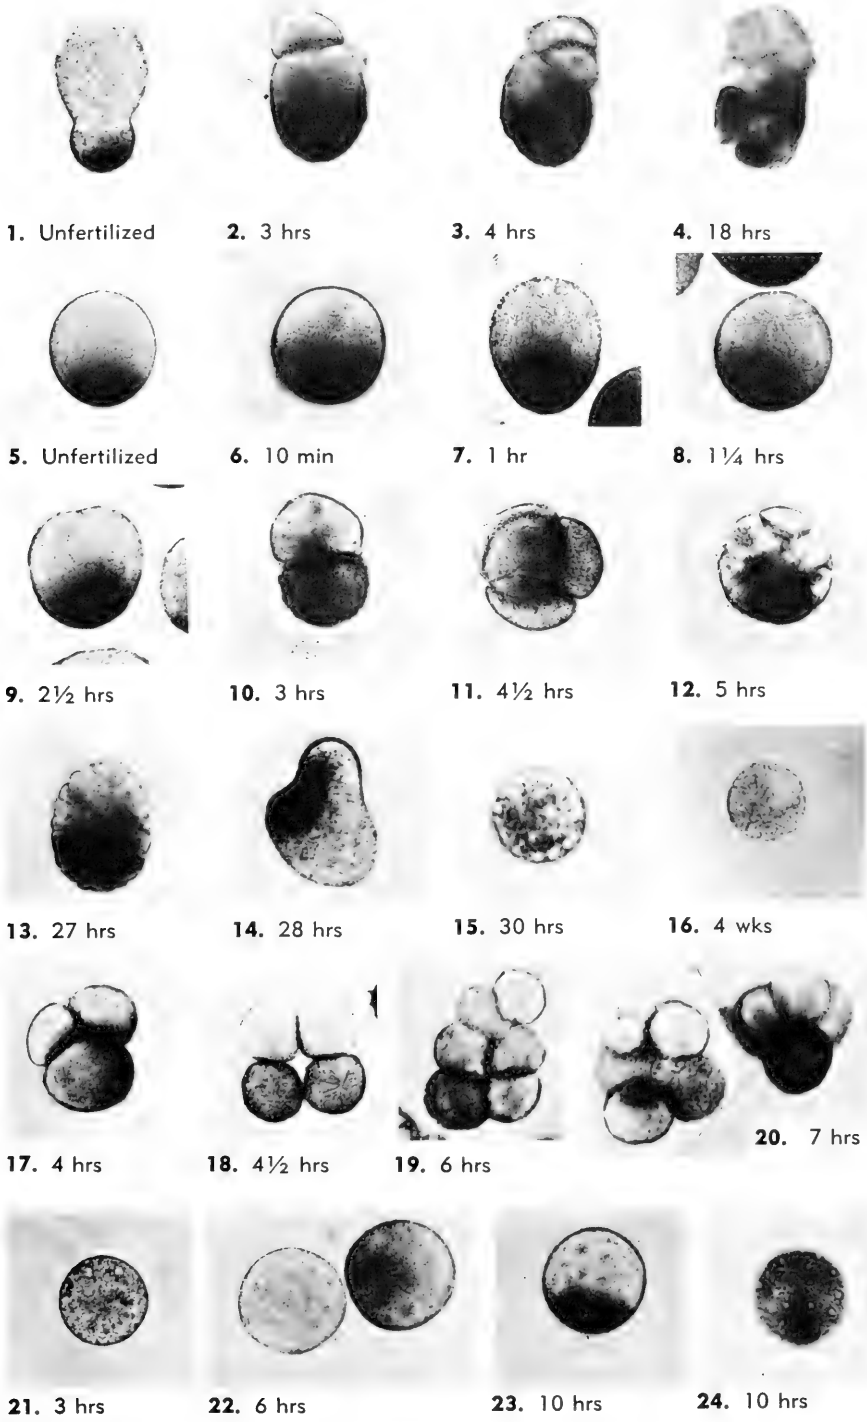 1. Unfertilized 2. 3 hrs 3. 4 hrs 4. 18 hrs
5. Unfertilized 6. 10 min 7. 1 hr 8. 1¼ hrs
9. 2½ hrs 10. 3 hrs 11. 4½ hrs 12. 5 hrs
13. 27 hrs 14. 28 hrs 15. 30 hrs 16. 4 wks
20. 7 hrs
17. 4 hrs 18. 4½ hrs 19. 6 hrs
21. 3 hrs 22. 6 hrs 23. 10 hrs 24. 10 hrs